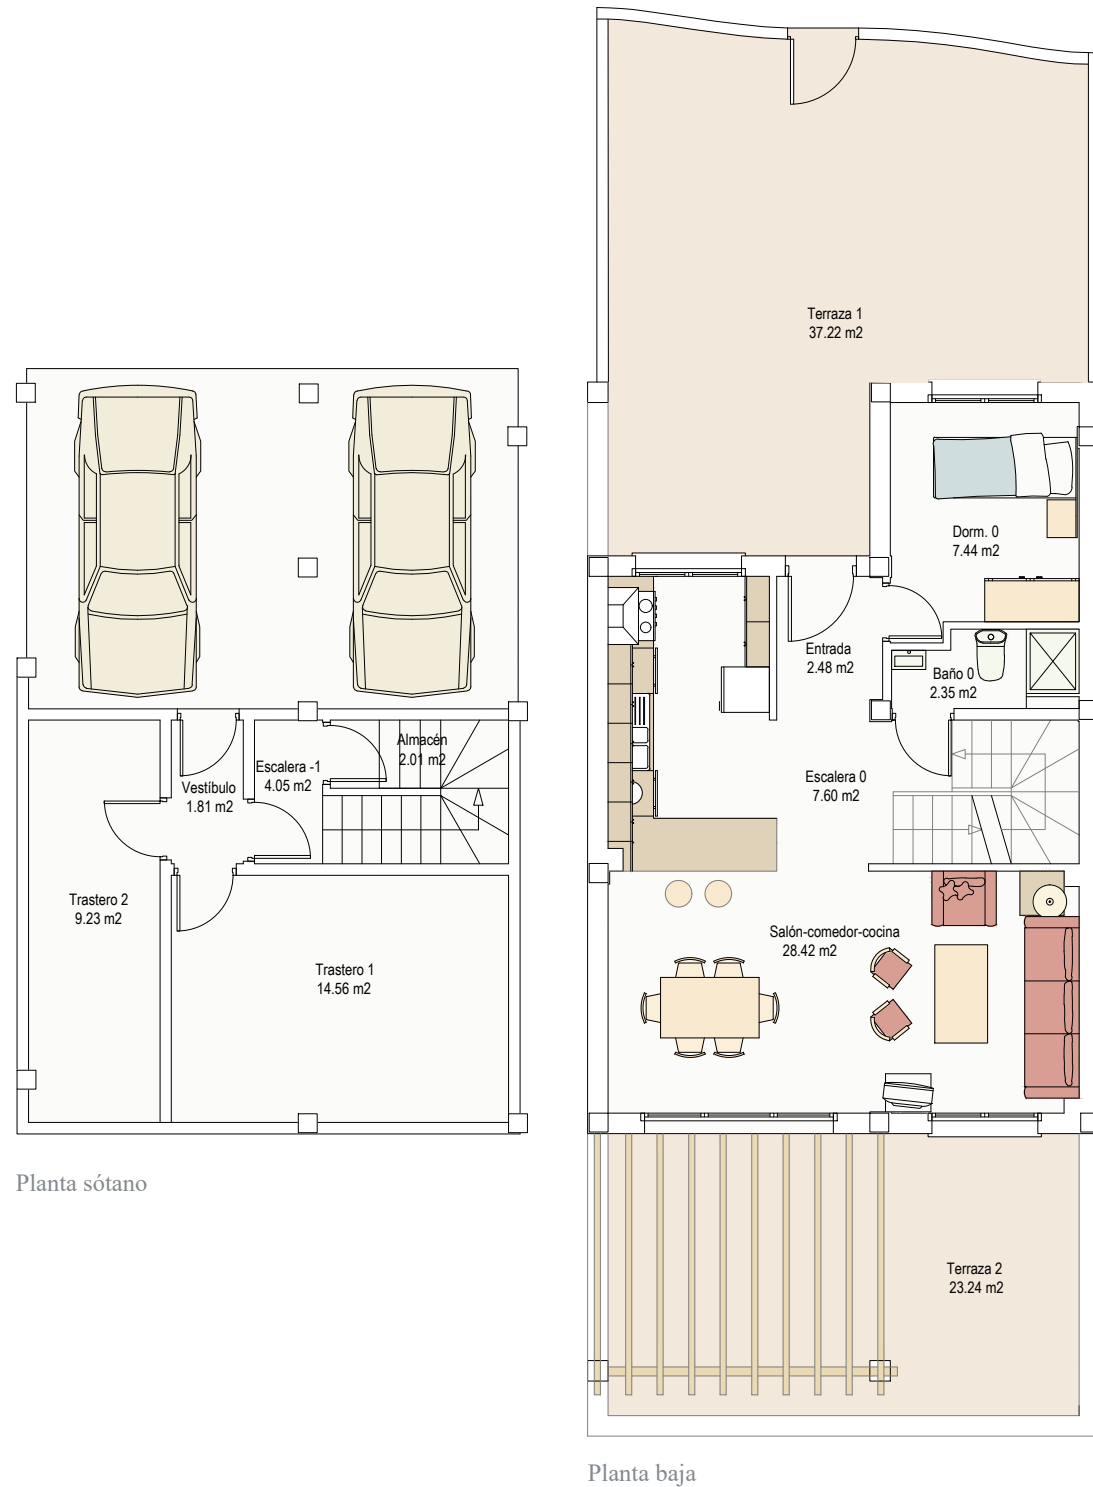 Terraza 1
37.22 m2
Dorm. 0
7.44 m2
Entrada
2.48 m2
Baño 0
2.35 m2
Almacén
2.01 m2
Escalera -1
4.05 m2
Vestíbulo
1.81 m2
Escalera 0
7.60 m2
Trastero 2
9.23 m2
Salón-comedor-cocina
28.42 m2
Trastero 1
14.56 m2
Planta sótano
Terraza 2
23.24 m2
Planta baja